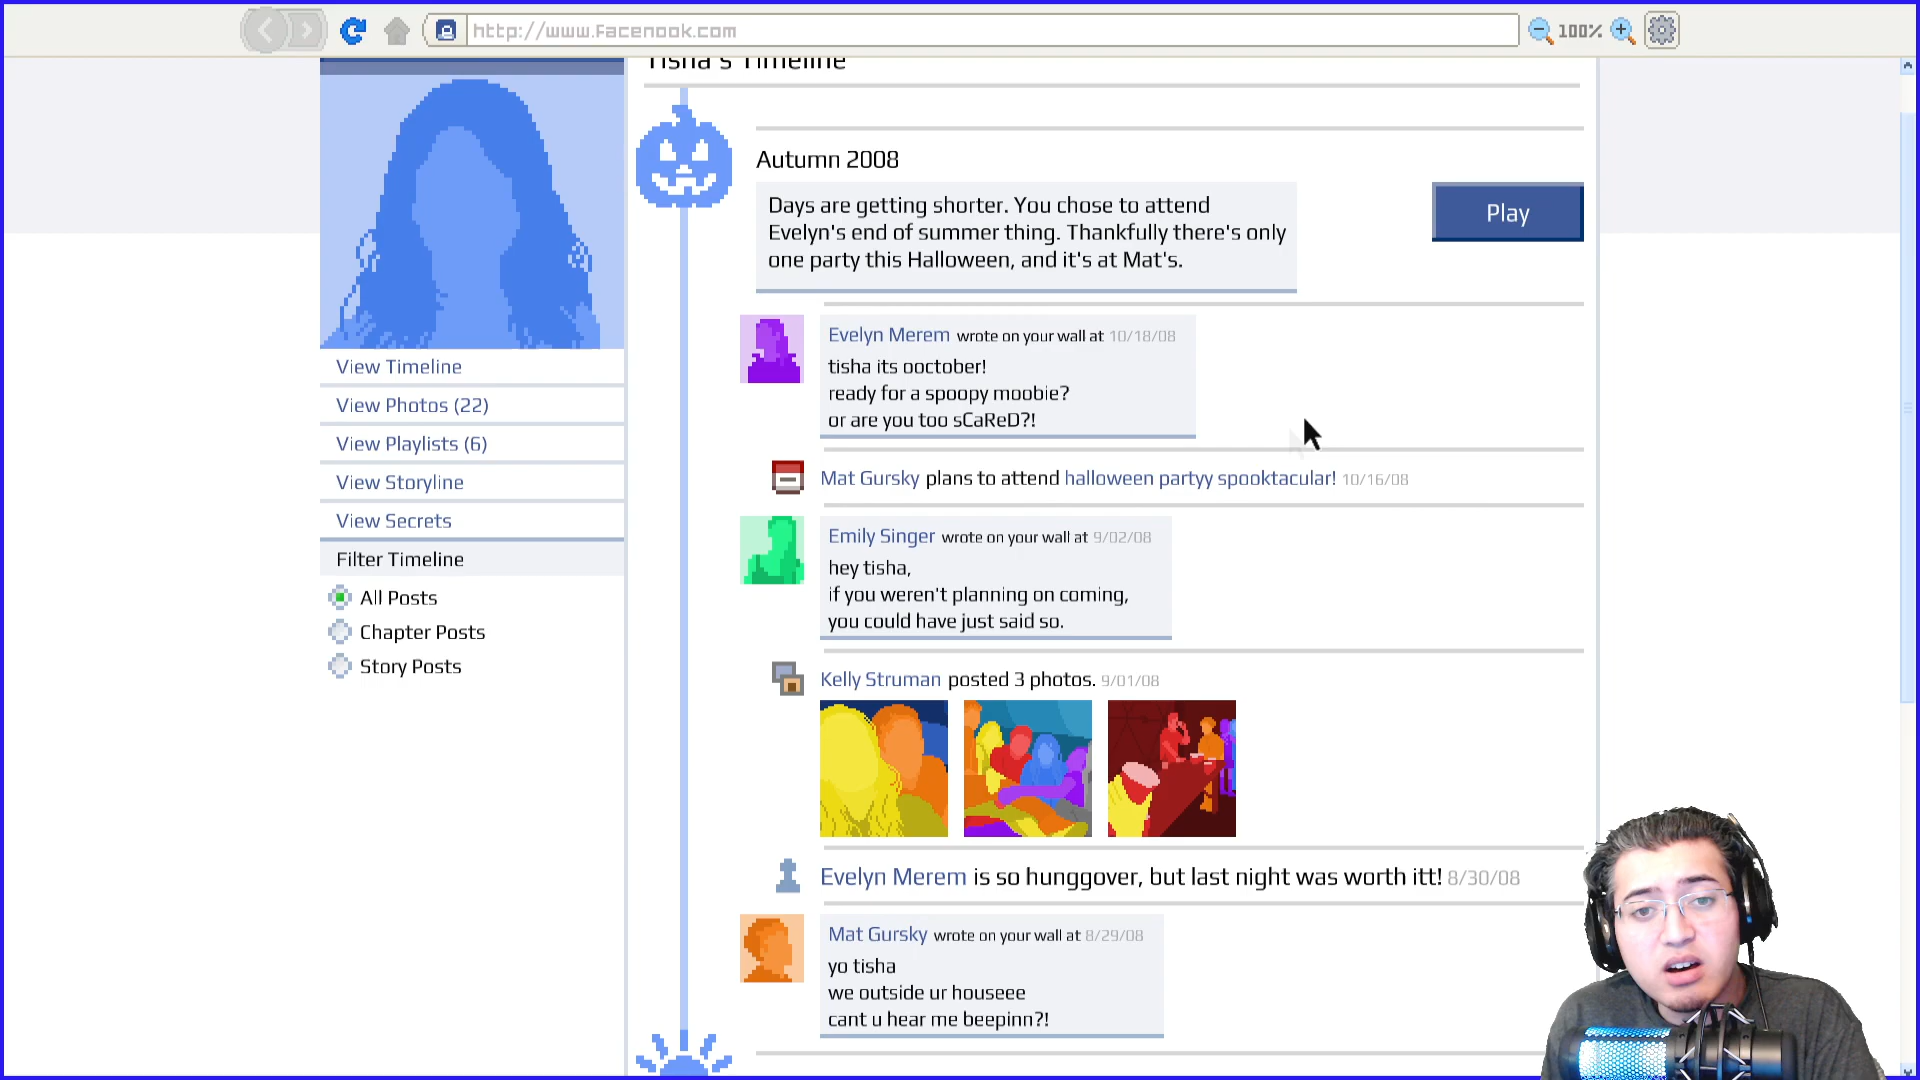 http://www.Facenook.com
100%
Tisha's Timeline
View Timeline
View Photos (22)
View Playlists (6)
View Storyline
View Secrets
Filter Timeline
All Posts
Chapter Posts
Story Posts
Autumn 2008
Days are getting shorter. You chose to attend
Evelyn's end of summer thing. Thankfully there's only
one party this Halloween, and it's at Mat's.
Play
Evelyn Merem wrote on your wall at 10/18/08
tisha its ooctober!
ready for a spoopy moobie?
or are you too sCaReD?!
Mat Gursky plans to attend halloween partyy spooktacular! 10/16/08
Emily Singer wrote on your wall at 9/02/08
hey tisha,
if you weren't planning on coming,
you could have just said so.
Kelly Struman posted 3 photos. 9/01/08
Evelyn Merem is so hunggover, but last night was worth itt! 8/30/08
Mat Gursky wrote on your wall at 8/29/08
yo tisha
we outside ur houseee
cant u hear me beepinn?!